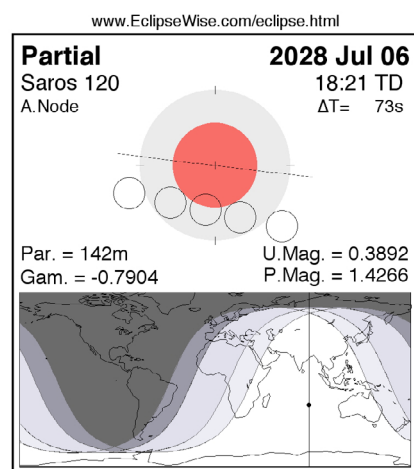 www.EclipseWise.com/eclipse.html
Partial 2028 Jul 06
Saros 120 18:21 TD
A.Node ΔT= 73s
Par. = 142m U.Mag. = 0.3892
Gam. = -0.7904 P.Mag. = 1.4266